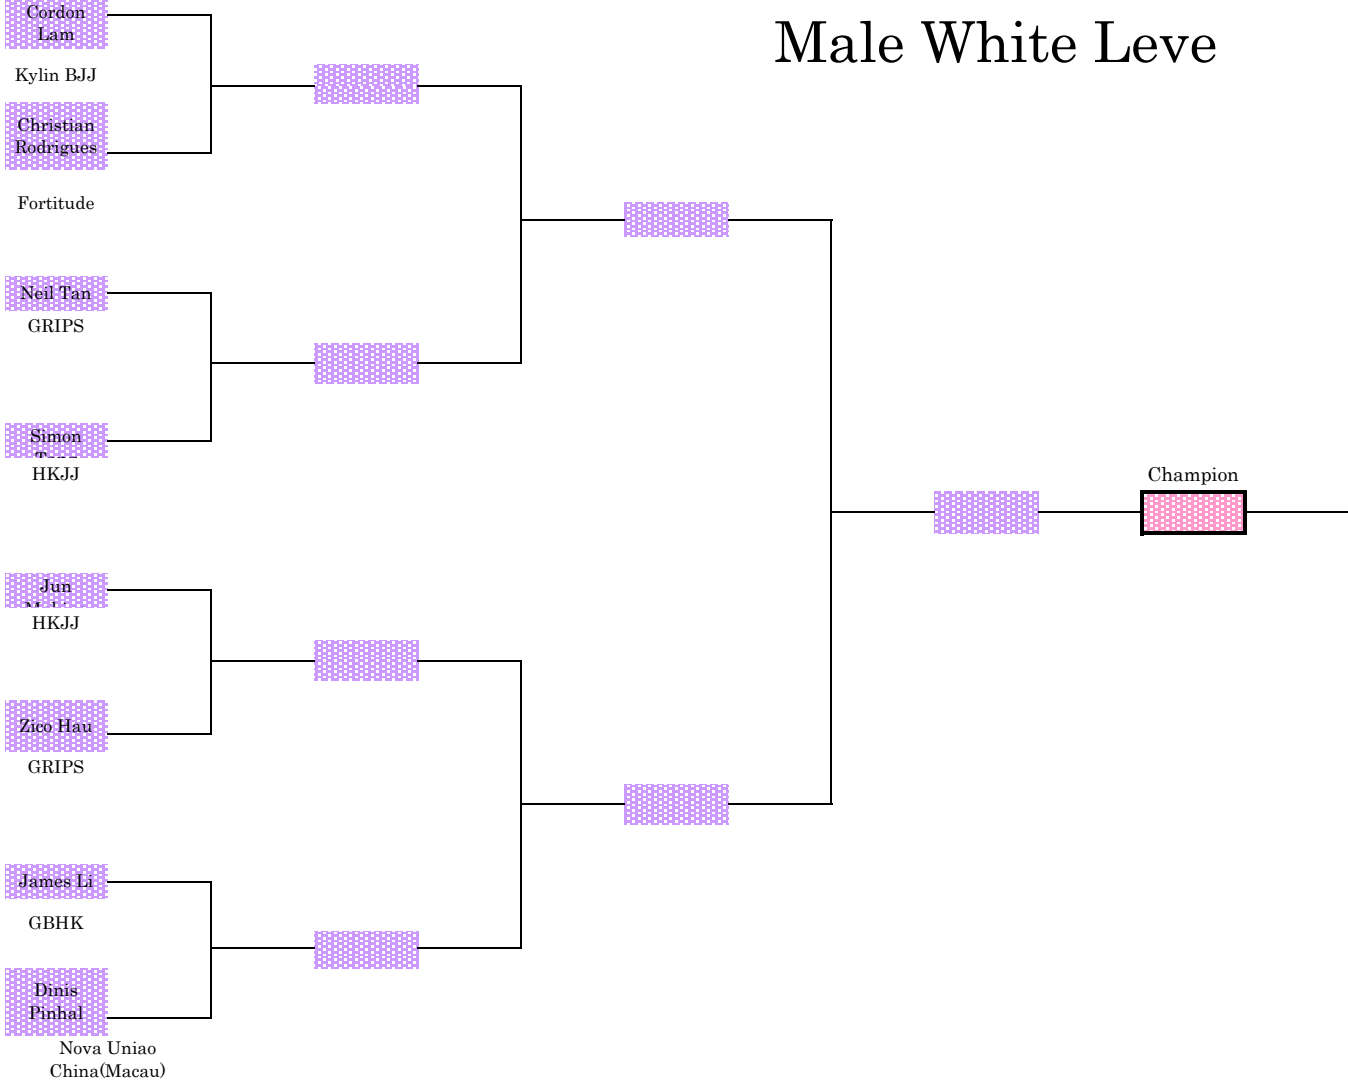 Cordon
Lam
Male White Leve
Kylin BJJ
Christian
Rodrigues
Fortitude
Neil Tan
GRIPS
Simon
HKJJ
Champion
Jun
HKJJ
Zico Hau
GRIPS
James Li
GBHK
Dinis
Pinhal
Nova Uniao
China(Macau)